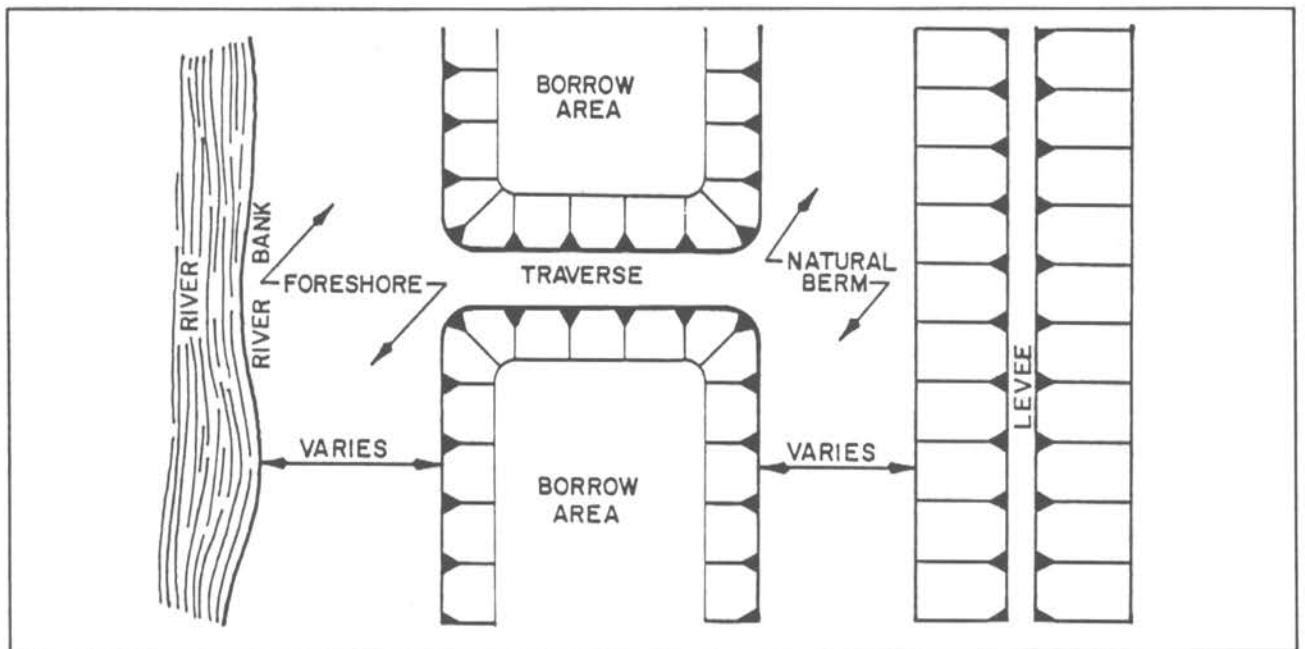 BORROW
AREA
RIVER
RIVER BANK
FORESHORE
TRAVERSE
NATURAL
BERM
LEVEE
VARIES
VARIES
BORROW
AREA